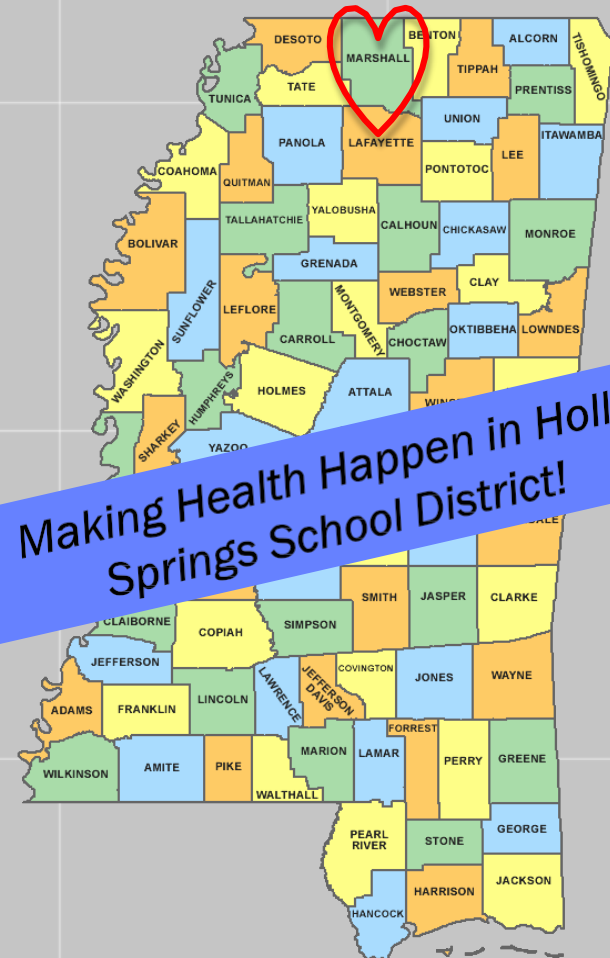 DESOTO
MARSHALL
BENTON
TIPPAH
ALCORN
TISHOMINGO
TUNICA
TATE
PRENTISS
UNION
ITAWAMBA
PANOLA
LAFAYETTE
LEE
COAHOMA
QUITMAN
PONTOTOC
TALLAHATCHIE
YALOBUSHA
CALHOUN
CHICKASAW
MONROE
BOLIVAR
GRENADA
SUNFLOWER
LEFLORE
MONTGOMERY
WEBSTER
CLAY
CARROLL
CHOCTAW
OKTIBBEHA
LOWNDES
WASHINGTON
HUMPHREYS
HOLMES
ATTALA
SHARKEY
YAZOO
Making Health Happen in Holl
Springs School District!
SMITH
JASPER
CLARKE
CLAIBORNE
COPIAH
SIMPSON
JEFFERSON
LAWRENCE
JEFFERSON
DAVIS
COVINGTON
JONES
WAYNE
ADAMS
FRANKLIN
LINCOLN
WILKINSON
AMITE
PIKE
WALTHALL
MARION
LAMAR
FORREST
PERRY
GREENE
PEARL
RIVER
STONE
GEORGE
HANCOCK
HARRISON
JACKSON